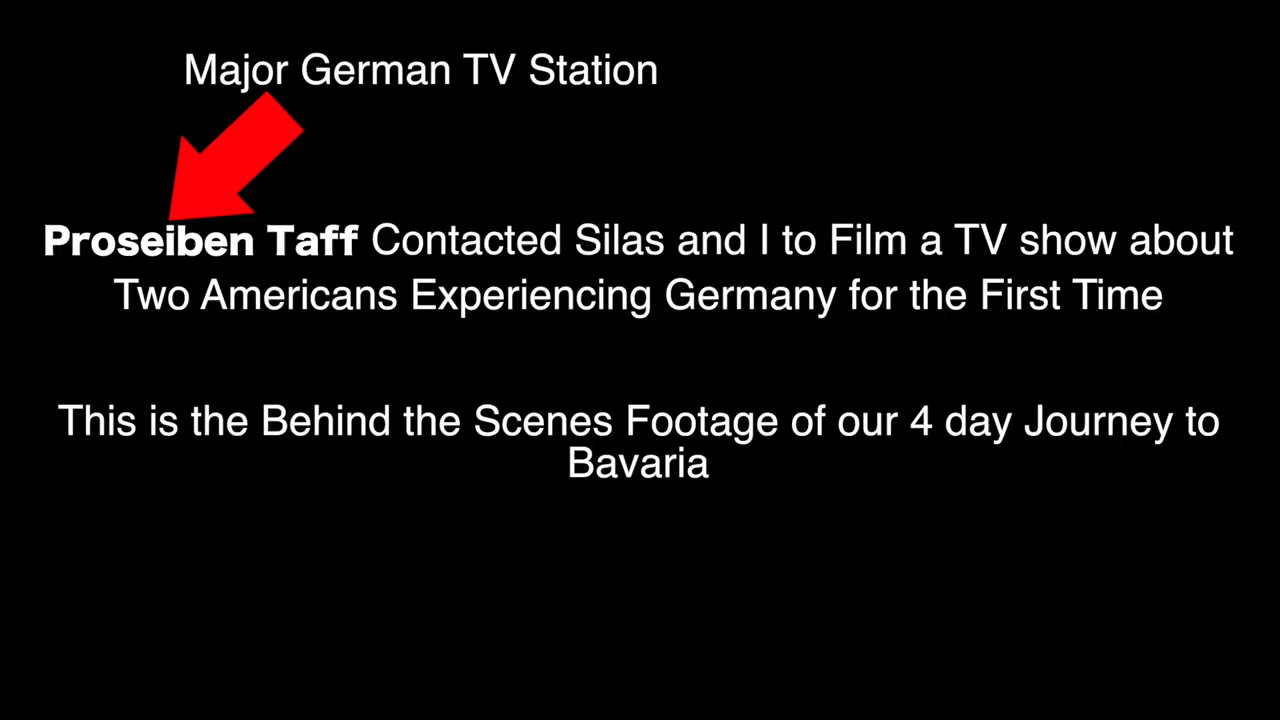 Major German TV Station
Proseiben Taff Contacted Silas and I to Film a TV show about
Two Americans Experiencing Germany for the First Time
This is the Behind the Scenes Footage of our 4 day Journey to
Bavaria